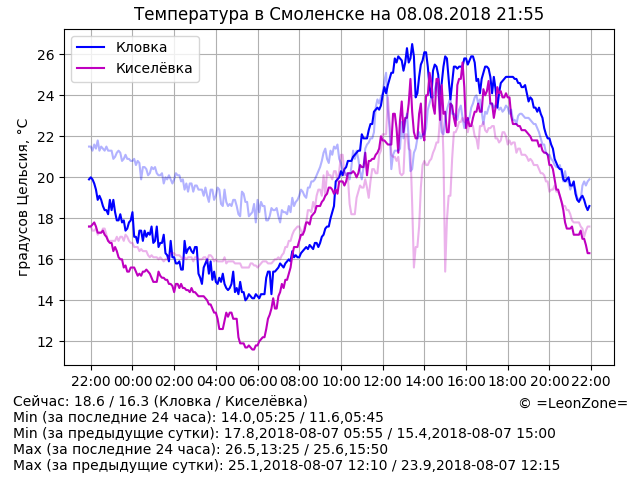 Температура в Смоленске на 08.08.2018 21:55
Кловка
Киселёвка
градусов Цельсия, °C
26
24
22
20
18
16
14
12
22:00 00:00 02:00 04:00 06:00 08:00 10:00 12:00 14:00 16:00 18:00 20:00 22:00
Сейчас: 18.6 / 16.3 (Кловка / Киселёвка)
© =LeonZone=
Min (за последние 24 часа): 14.0,05:25 / 11.6,05:45
Min (за предыдущие сутки): 17.8,2018-08-07 05:55 / 15.4,2018-08-07 15:00
Max (за последние 24 часа): 26.5,13:25 / 25.6,15:50
Max (за предыдущие сутки): 25.1,2018-08-07 12:10 / 23.9,2018-08-07 12:15